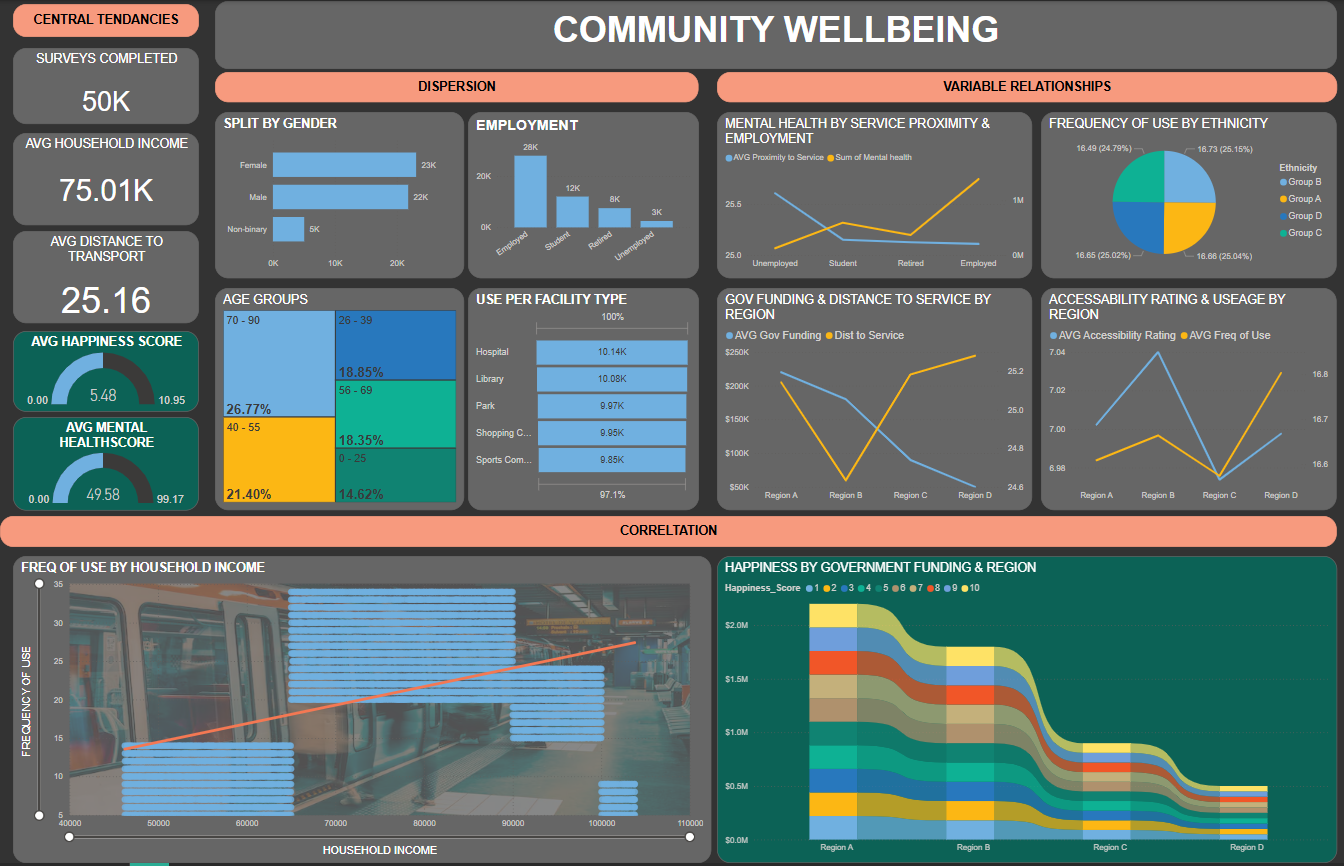 CENTRAL TENDANCIES
SURVEYS COMPLETED
50K
AVG HOUSEHOLD INCOME
75.01K
AVG DISTANCE TO
TRANSPORT
25.16
AVG HAPPINESS SCORE
5.48
0.00
10.95
AVG MENTAL
HEALTHSCORE
49.58
0.00
99.17
COMMUNITY WELLBEING
DISPERSION
SPLIT BY GENDER
Female
23K
Male
22K
Non-binary
5K
0K
10K
20K
EMPLOYMENT
28K
20K
12K
8K
3K
0K
Employed
Student
Retired
Unemployed
AGE GROUPS
70 - 90
26.77%
40 - 55
21.40%
26 - 39
18.85%
56 - 69
18.35%
0 - 25
14.62%
USE PER FACILITY TYPE
100%
Hospital
10.14K
Library
10.08K
Park
9.97K
Shopping C...
9.95K
Sports Com...
9.85K
97.1%
VARIABLE RELATIONSHIPS
MENTAL HEALTH BY SERVICE PROXIMITY &
EMPLOYMENT
AVG Proximity to Service
Sum of Mental health
25.5
25.0
1M
0M
Unemployed
Student
Retired
Employed
FREQUENCY OF USE BY ETHNICITY
16.49 (24.79%)
16.73 (25.15%)
16.65 (25.02%)
16.66 (25.04%)
Ethnicity
Group B
Group A
Group D
Group C
GOV FUNDING & DISTANCE TO SERVICE BY
REGION
AVG Gov Funding
Dist to Service
$250K
$200K
$150K
$100K
$50K
25.2
25.0
24.8
24.6
Region A
Region B
Region C
Region D
ACCESSABILITY RATING & USEAGE BY
REGION
AVG Accessibility Rating
AVG Freq of Use
7.04
7.02
7.00
6.98
16.8
16.7
16.6
Region A
Region B
Region C
Region D
CORRELTATION
FREQ OF USE BY HOUSEHOLD INCOME
FREQUENCY OF USE
35
30
25
20
15
10
5
40000
50000
60000
70000
80000
90000
100000
110000
HOUSEHOLD INCOME
HAPPINESS BY GOVERNMENT FUNDING & REGION
Happiness_Score
1
2
3
4
5
6
7
8
9
10
$2.0M
$1.5M
$1.0M
$0.5M
$0.0M
Region A
Region B
Region C
Region D